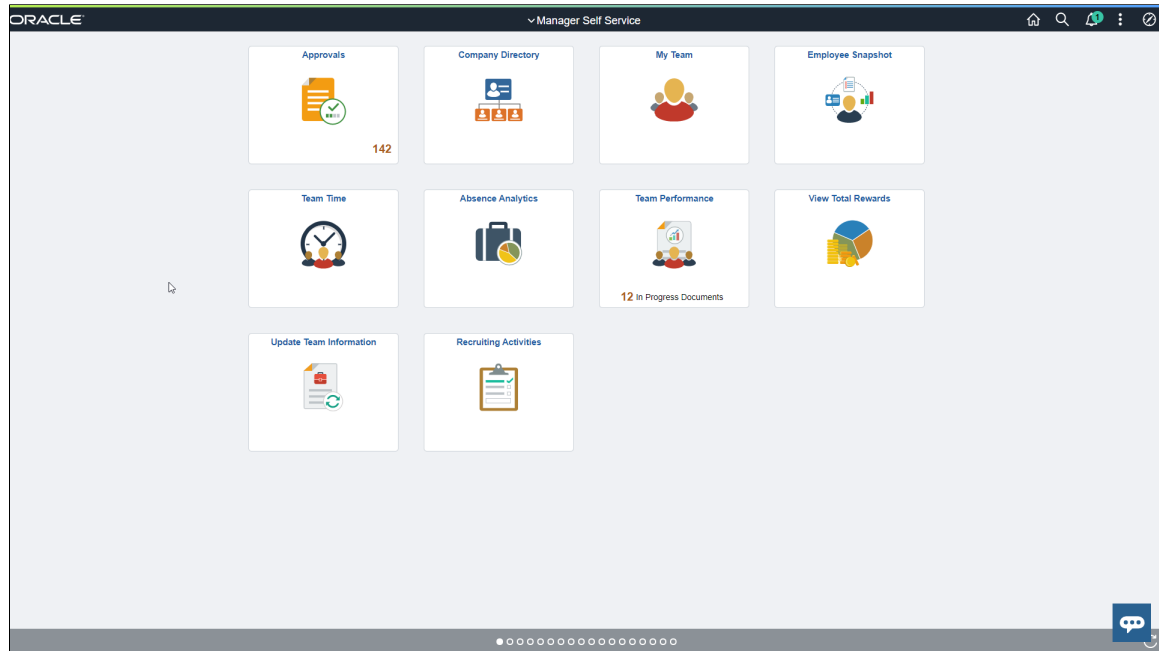 ORACLE
Manager Self Service
1
Approvals
142
Company Directory
My Team
Employee Snapshot
Team Time
Absence Analytics
Team Performance
12 In Progress Documents
View Total Rewards
Update Team Information
Recruiting Activities